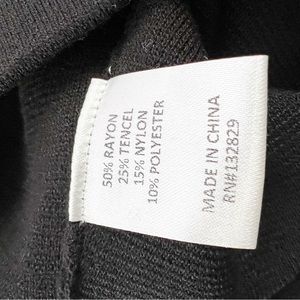 50% RAYON
25% TENCEL
15% NYLON
10% POLYESTER
MADE IN CHINA
RN#132829